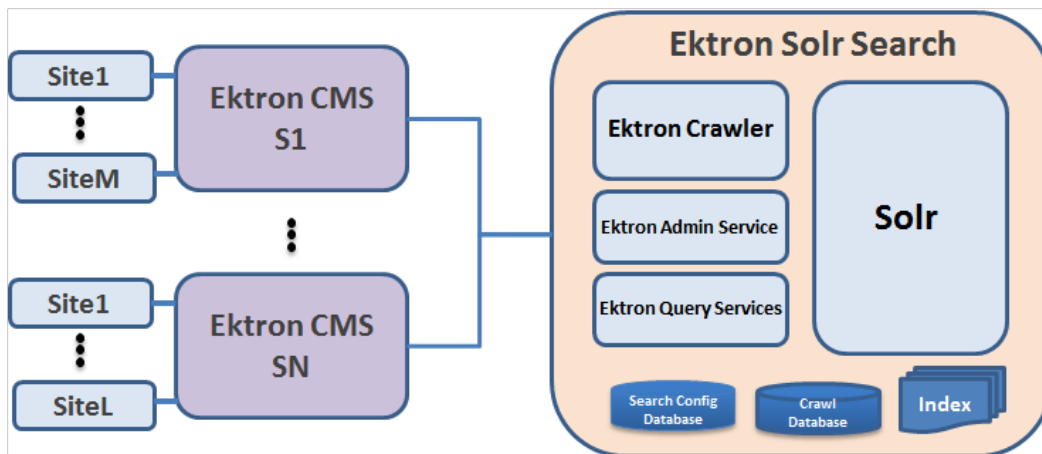 Site1
SiteM
Ektron CMS
S1
Site1
SiteL
Ektron CMS
SN
Ektron Solr Search
Ektron Crawler
Ektron Admin Service
Ektron Query Services
Solr
Search Config
Database
Crawl
Database
Index